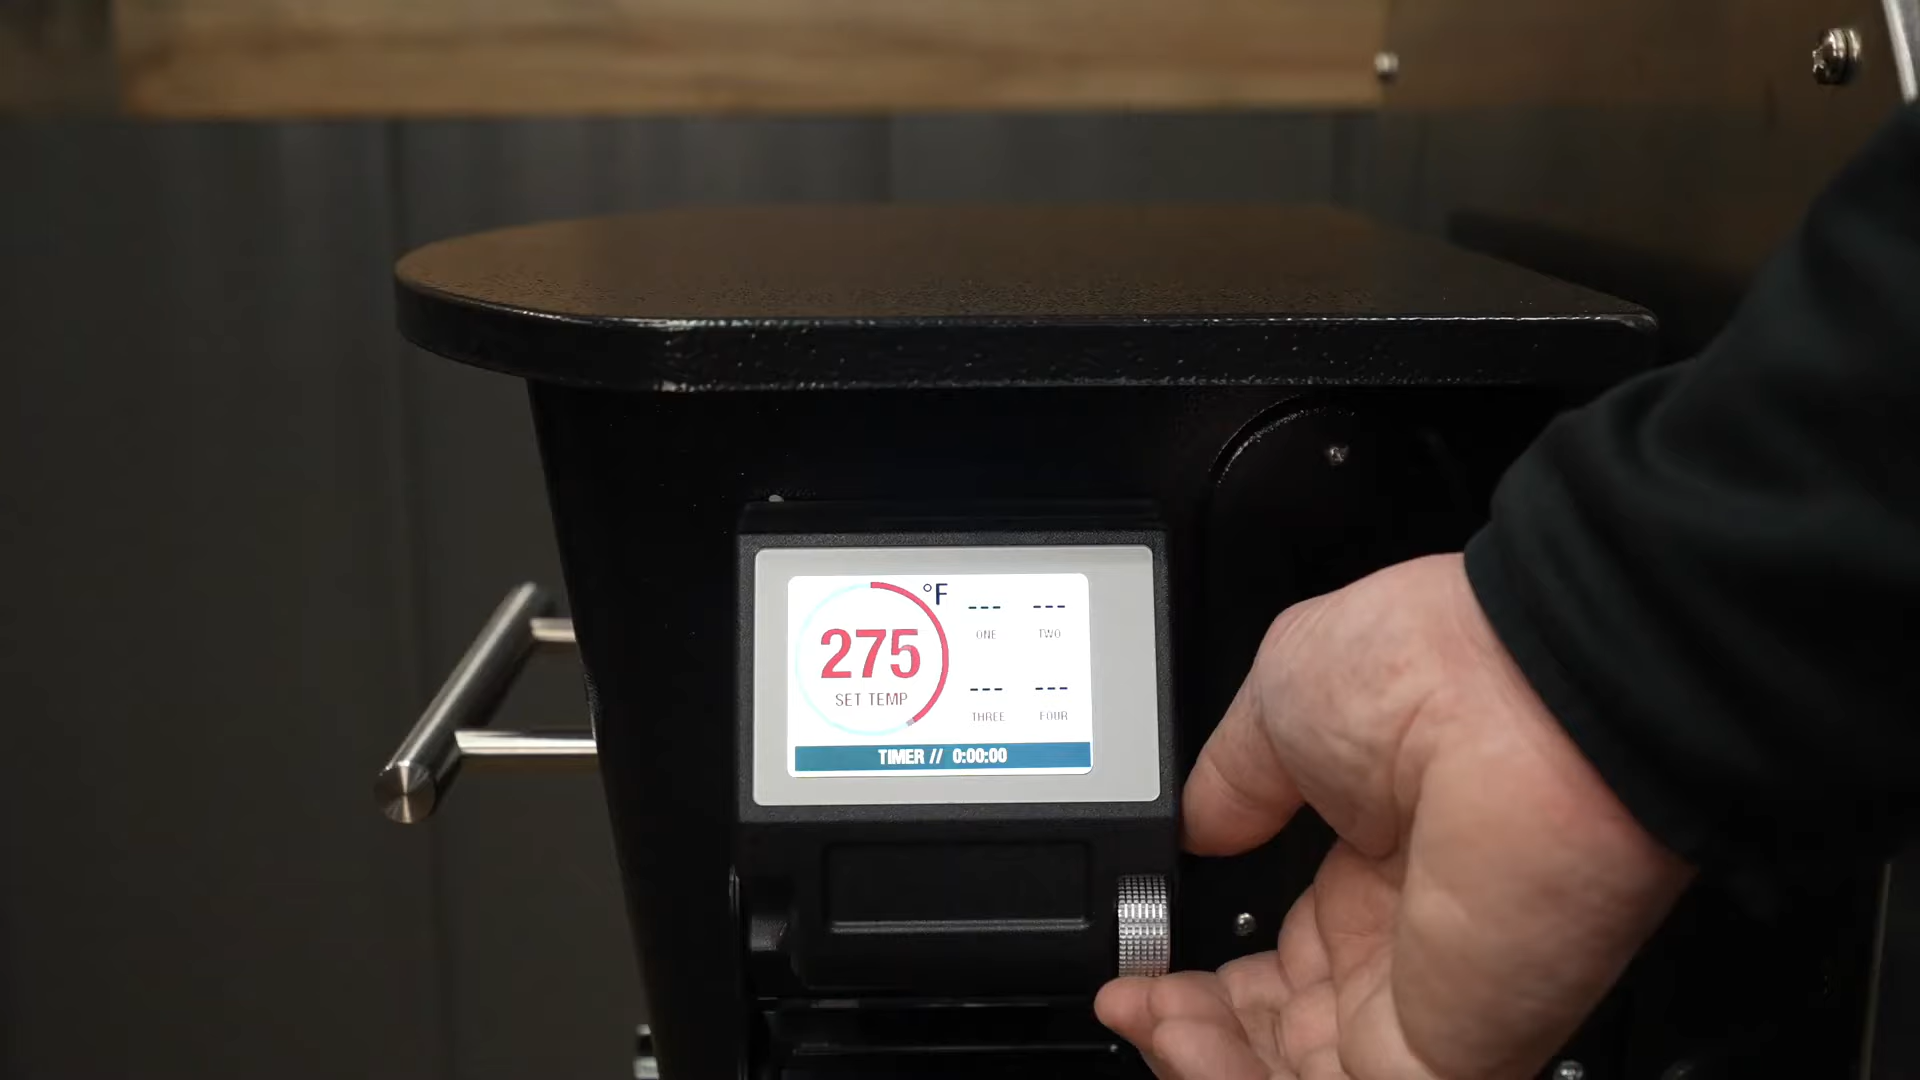 °F
275
SET TEMP
--- ---
ONE TWO
--- ---
THREE FOUR
TIMER // 0:00:00